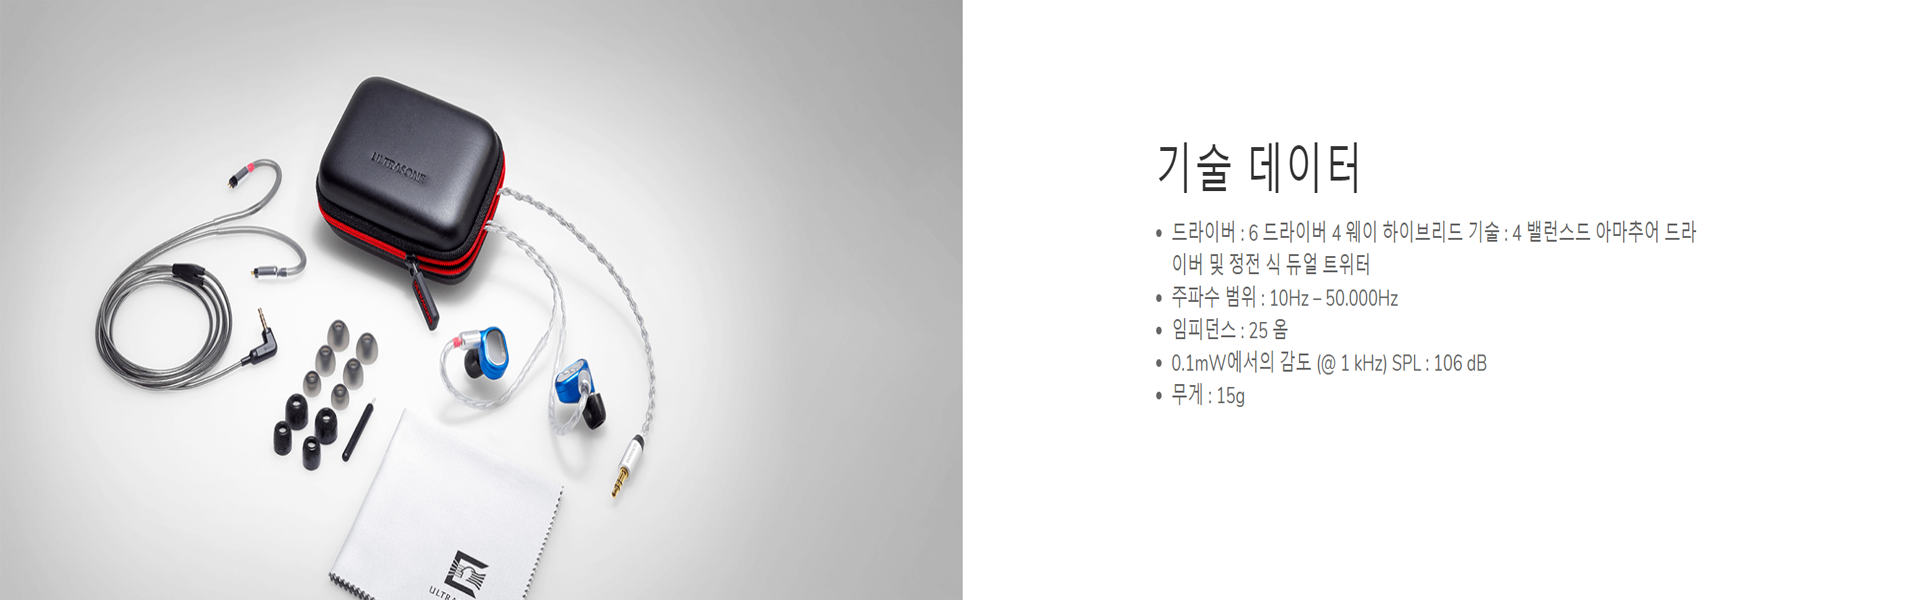 ULTRASONE
기술 데이터
• 드라이버 : 6 드라이버 4 웨이 하이브리드 기술 : 4 밸런스드 아마추어 드라
이버 및 정전 식 듀얼 트위터
• 주파수 범위 : 10Hz – 50.000Hz
• 임피던스 : 25 옴
• 0.1mW에서의 감도 (@ 1 kHz) SPL : 106 dB
• 무게 : 15g